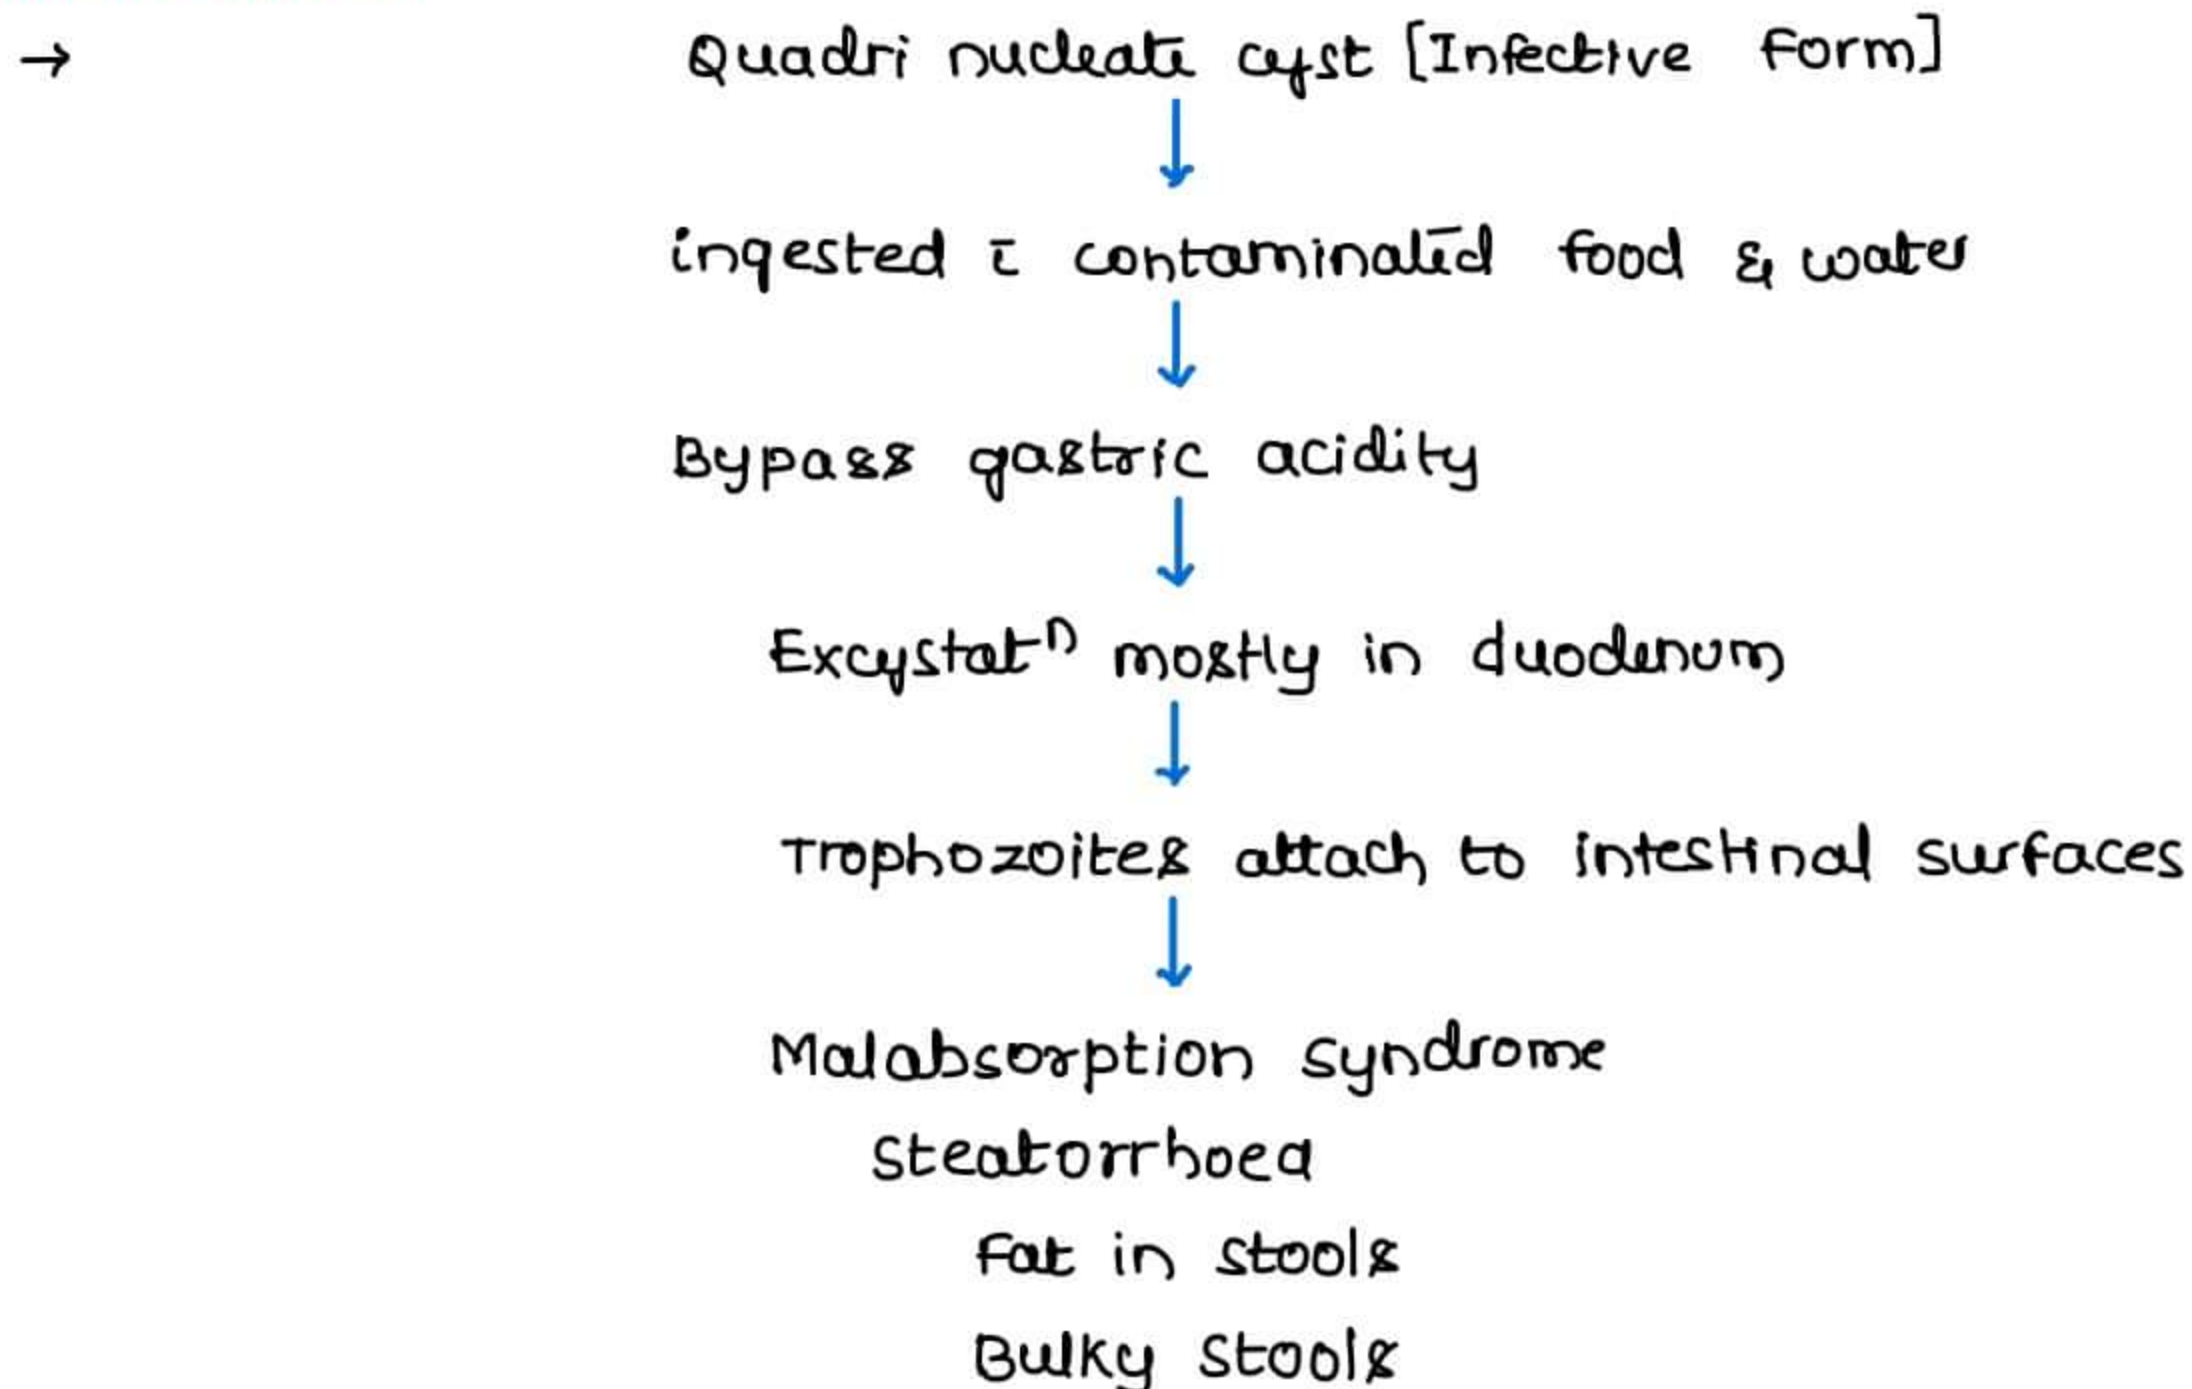 → Quadri nucleate cyst [Infective Form]
↓
ingested c̄ contaminated food & water
↓
Bypass gastric acidity
↓
Excystatⁿ mostly in duodenum
↓
Trophozoites attach to intestinal surfaces
↓
Malabsorption syndrome
Steatorrhoea
Fat in stools
Bulky stools